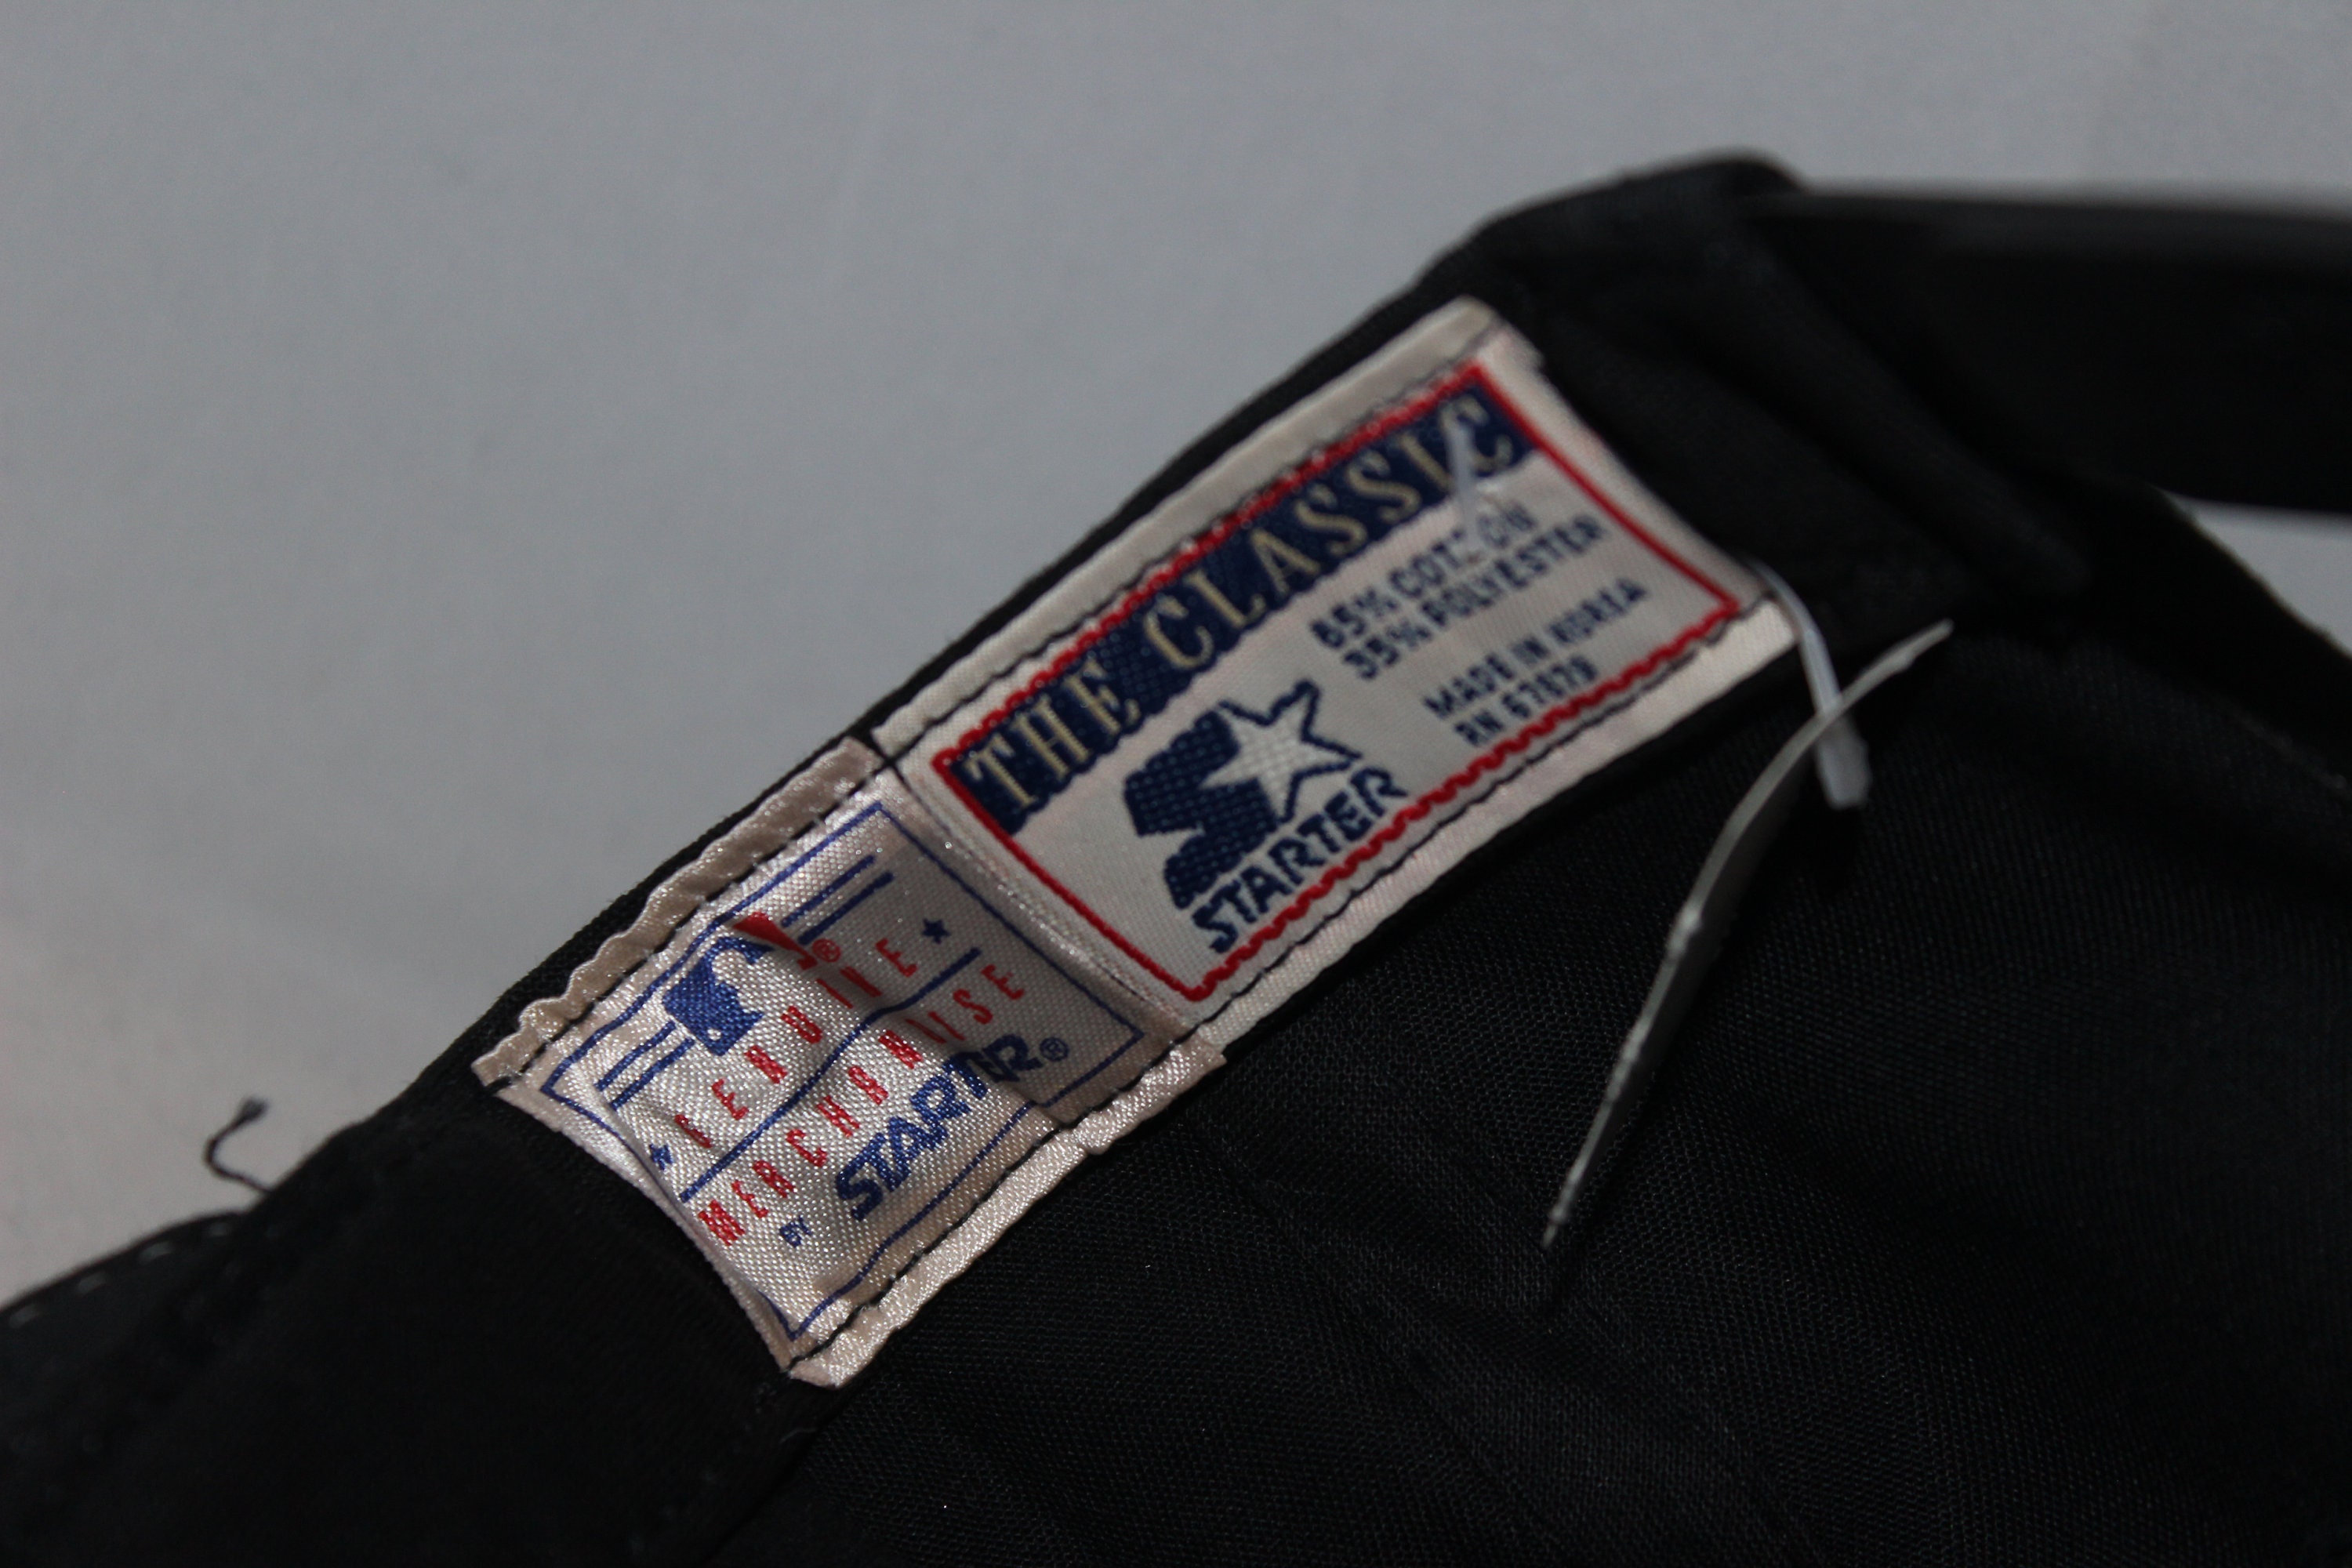 THE CLASSIC
65% COTTON
35% POLYESTER
MADE IN KOREA
RN 67879
STARTER
GENUINE
MERCHANDISE
BY STARTER®